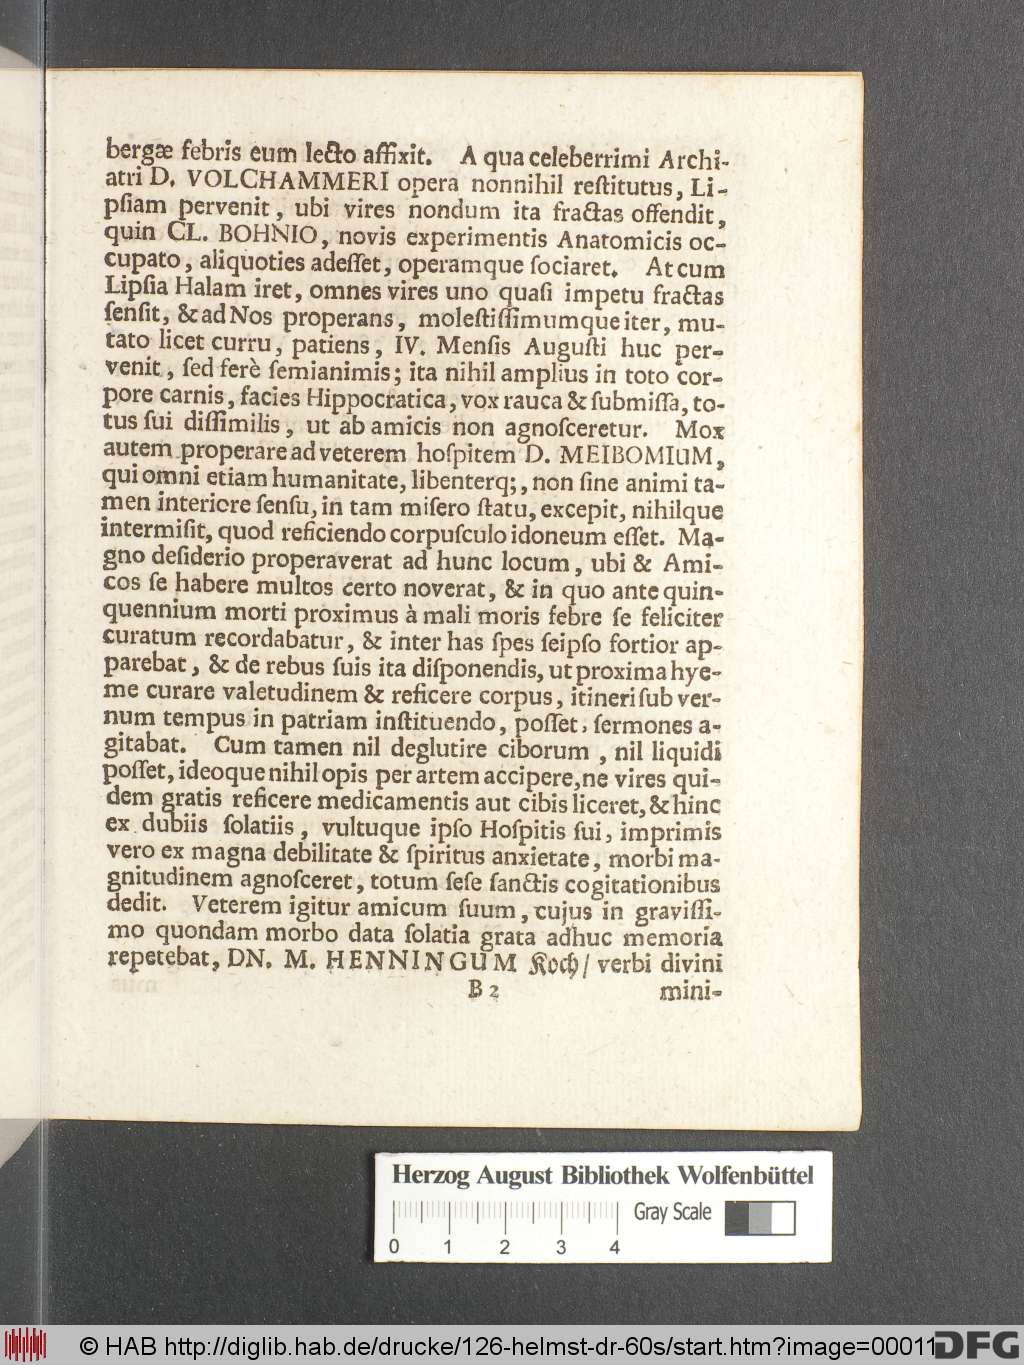 bergæ febris eum lecto affixit. A qua celeberrimi Archi-
atri D. VOLCHAMMERI opera nonnihil reſtitutus, Li-
pſiam pervenit, ubi vires nondum ita fractas offendit,
quin CL. BOHNIO, novis experimentis Anatomicis oc-
cupato, aliquoties adeſſet, operamque ſociaret. At cum
Lipſia Halam iret, omnes vires uno quaſi impetu fractas
ſenſit, & ad Nos properans, moleſtiſſimumque iter, mu-
tato licet curru, patiens, IV. Menſis Auguſti huc per-
venit, ſed ferè ſemianimis; ita nihil amplius in toto cor-
pore carnis, facies Hippocratica, vox rauca & ſubmiſſa, to-
tus ſui diſſimilis, ut ab amicis non agnoſceretur. Mox
autem properare ad veterem hoſpitem D. MEIBOMIUM,
qui omni etiam humanitate, libenterq;, non ſine animi ta-
men interiore ſenſu, in tam miſero ſtatu, excepit, nihilque
intermiſit, quod reficiendo corpuſculo idoneum eſſet. Ma-
gno deſiderio properaverat ad hunc locum, ubi & Ami-
cos ſe habere multos certo noverat, & in quo ante quin-
quennium morti proximus à mali moris febre ſe feliciter
curatum recordabatur, & inter has ſpes ſeipſo fortior ap-
parebat, & de rebus ſuis ita diſponendis, ut proxima hye-
me curare valetudinem & reficere corpus, itineri ſub ver-
num tempus in patriam inſtituendo, poſſet, ſermones a-
gitabat. Cum tamen nil deglutire ciborum, nil liquidi
poſſet, ideoque nihil opis per artem accipere, ne vires qui-
dem gratis reficere medicamentis aut cibis liceret, & hinc
ex dubiis ſolatiis, vultuque ipſo Hoſpitis ſui, imprimis
vero ex magna debilitate & ſpiritus anxietate, morbi ma-
gnitudinem agnoſceret, totum ſeſe ſanctis cogitationibus
dedit. Veterem igitur amicum ſuum, cujus in graviſſi-
mo quondam morbo data ſolatia grata adhuc memoria
repetebat, DN. M. HENNINGUM Koch/ verbi divini
B 2 mini-
Herzog August Bibliothek Wolfenbüttel
Gray Scale
0 1 2 3 4
© HAB http://diglib.hab.de/drucke/126-helmst-dr-60s/start.htm?image=00011
DFG